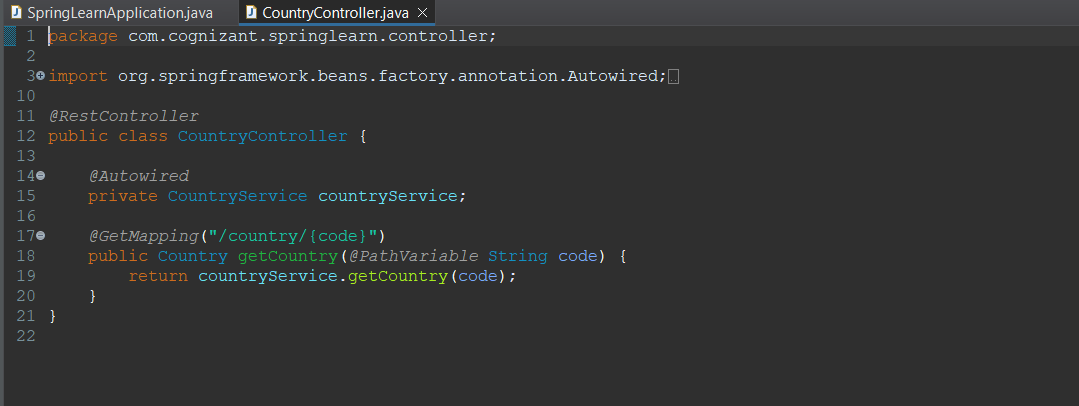 SpringLearnApplication.java CountryController.java
1 package com.cognizant.springlearn.controller;
2
3 import org.springframework.beans.factory.annotation.Autowired;
10
11 @RestController
12 public class CountryController {
13
14 @Autowired
15 private CountryService countryService;
16
17 @GetMapping("/country/{code}")
18 public Country getCountry(@PathVariable String code) {
19 return countryService.getCountry(code);
20 }
21 }
22